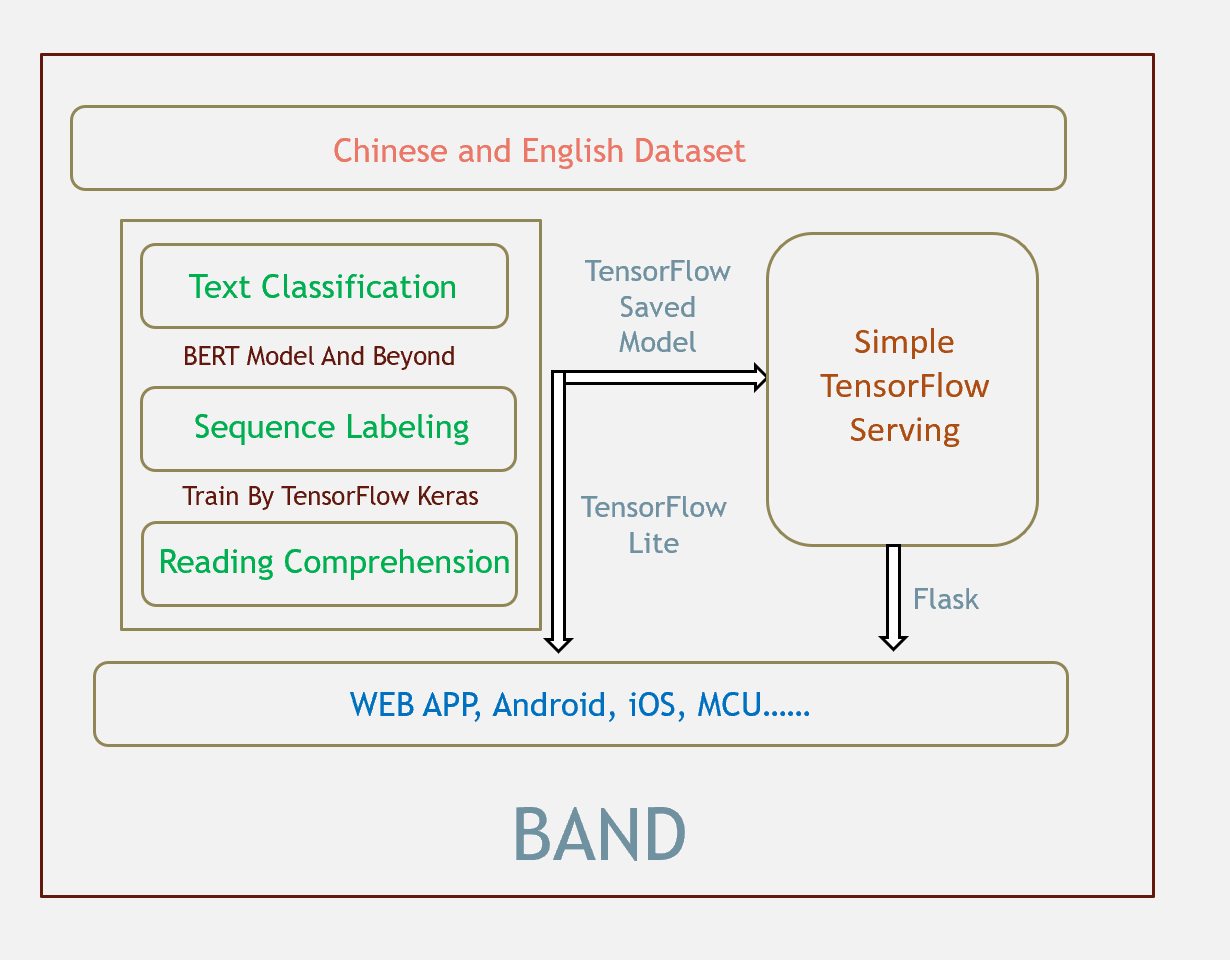 Chinese and English Dataset
Text Classification
BERT Model And Beyond
Sequence Labeling
Train By TensorFlow Keras
Reading Comprehension
TensorFlow
Saved
Model
TensorFlow
Lite
Simple
TensorFlow
Serving
Flask
WEB APP, Android, iOS, MCU......
BAND